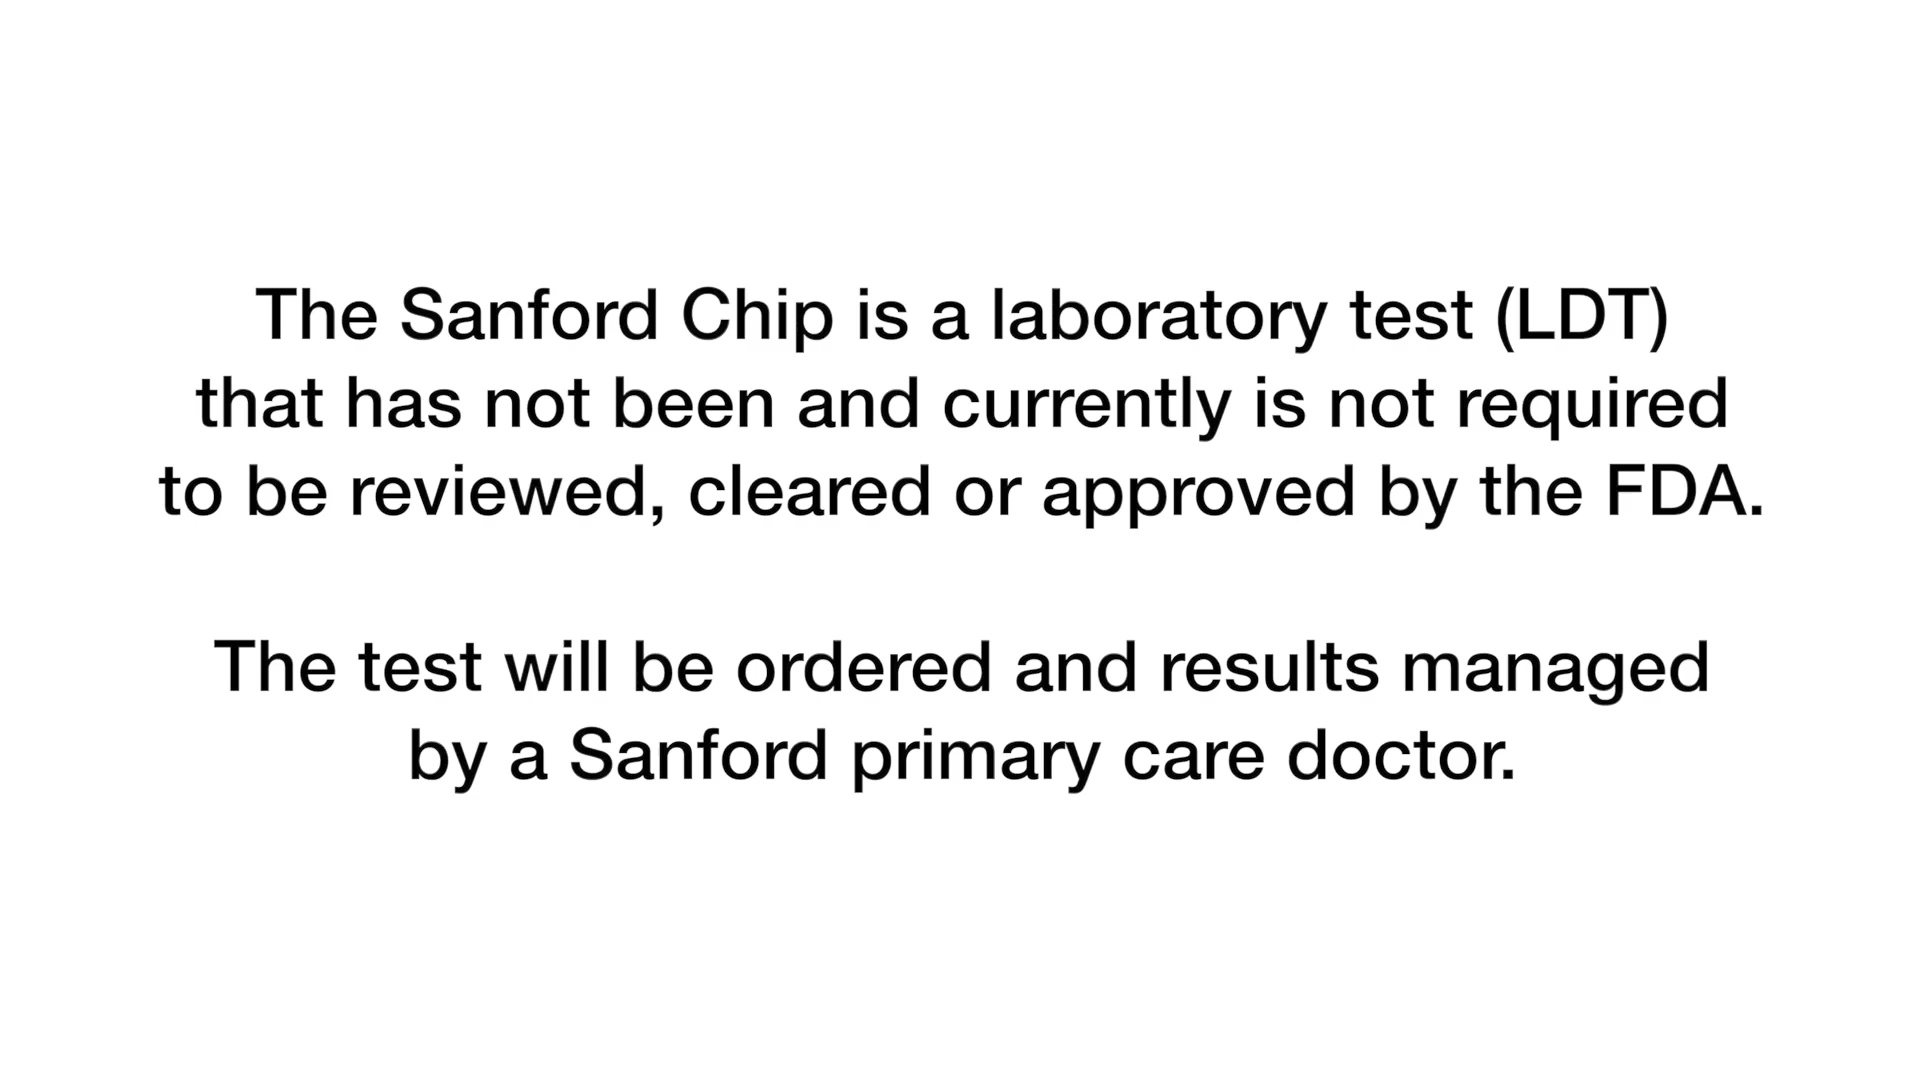 The Sanford Chip is a laboratory test (LDT)
that has not been and currently is not required
to be reviewed, cleared or approved by the FDA.
The test will be ordered and results managed
by a Sanford primary care doctor.